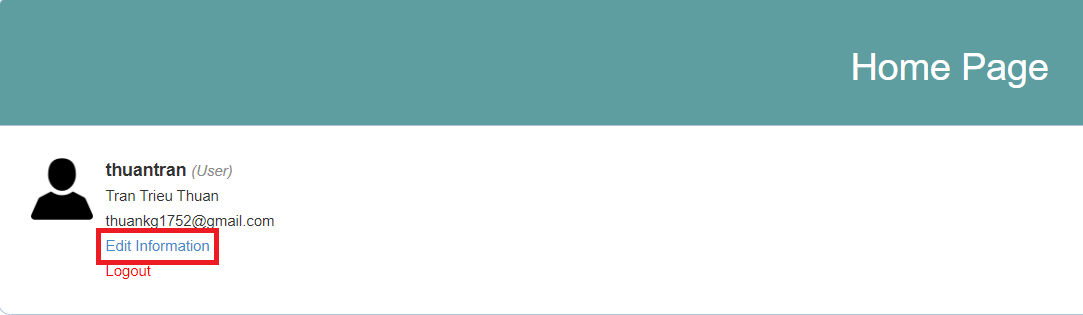 Home Page
thuantran (User)
Tran Trieu Thuan
thuankg1752@gmail.com
Edit Information
Logout